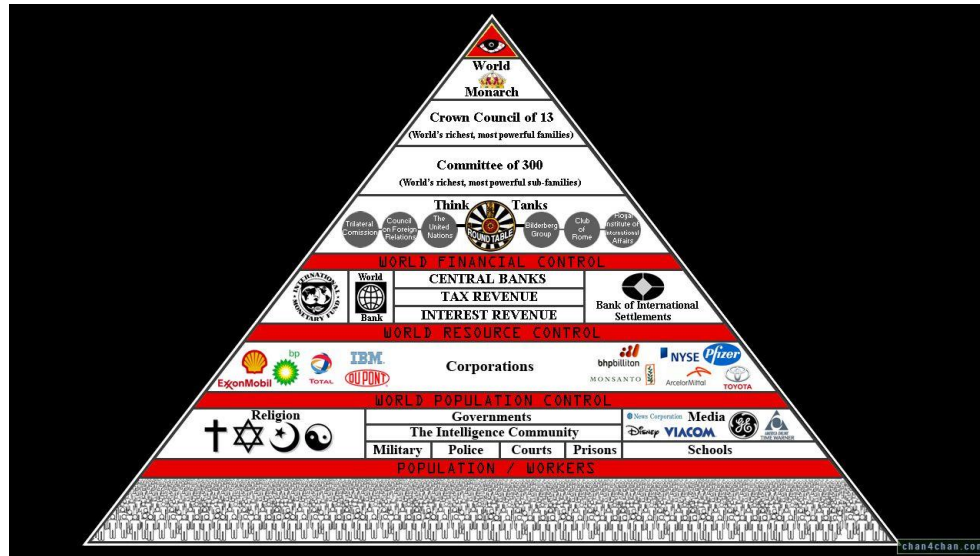 World
Monarch
Crown Council of 13
(World's richest, most powerful families)
Committee of 300
(World's richest, most powerful sub-families)
Think Tanks
Trilateral
Comission
Council
on Foreign
Relations
The
United
Nations
ROUND TABLE
Bilderberg
Group
Club
of
Rome
Royal
Institute of
International
Affairs
WORLD FINANCIAL CONTROL
INTERNATIONAL MONETARY FUND
World
Bank
CENTRAL BANKS
TAX REVENUE
INTEREST REVENUE
Bank of International
Settlements
WORLD RESOURCE CONTROL
ExxonMobil
bp
TOTAL
IBM
DU PONT
Corporations
bhpbilliton
MONSANTO
NYSE
Pfizer
ArcelorMittal
TOYOTA
WORLD POPULATION CONTROL
Religion
Governments
The Intelligence Community
Military
Police
Courts
Prisons
News Corporation
Media
Disney
VIACOM
GE
TIME WARNER
Schools
POPULATION / WORKERS
chan4chan.com